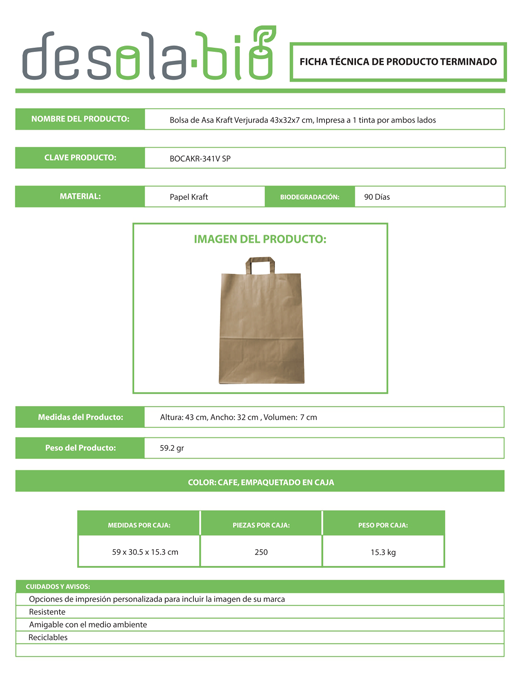 desola·bio
FICHA TÉCNICA DE PRODUCTO TERMINADO
NOMBRE DEL PRODUCTO: Bolsa de Asa Kraft Verjurada 43x32x7 cm, Impresa a 1 tinta por ambos lados
CLAVE PRODUCTO: BOCAKR-341V SP
MATERIAL: Papel Kraft BIODEGRADACIÓN: 90 Días
IMAGEN DEL PRODUCTO:
Medidas del Producto: Altura: 43 cm, Ancho: 32 cm , Volumen: 7 cm
Peso del Producto: 59.2 gr
COLOR: CAFE, EMPAQUETADO EN CAJA
MEDIDAS POR CAJA: PIEZAS POR CAJA: PESO POR CAJA:
59 x 30.5 x 15.3 cm 250 15.3 kg
CUIDADOS Y AVISOS:
Opciones de impresión personalizada para incluir la imagen de su marca
Resistente
Amigable con el medio ambiente
Reciclables